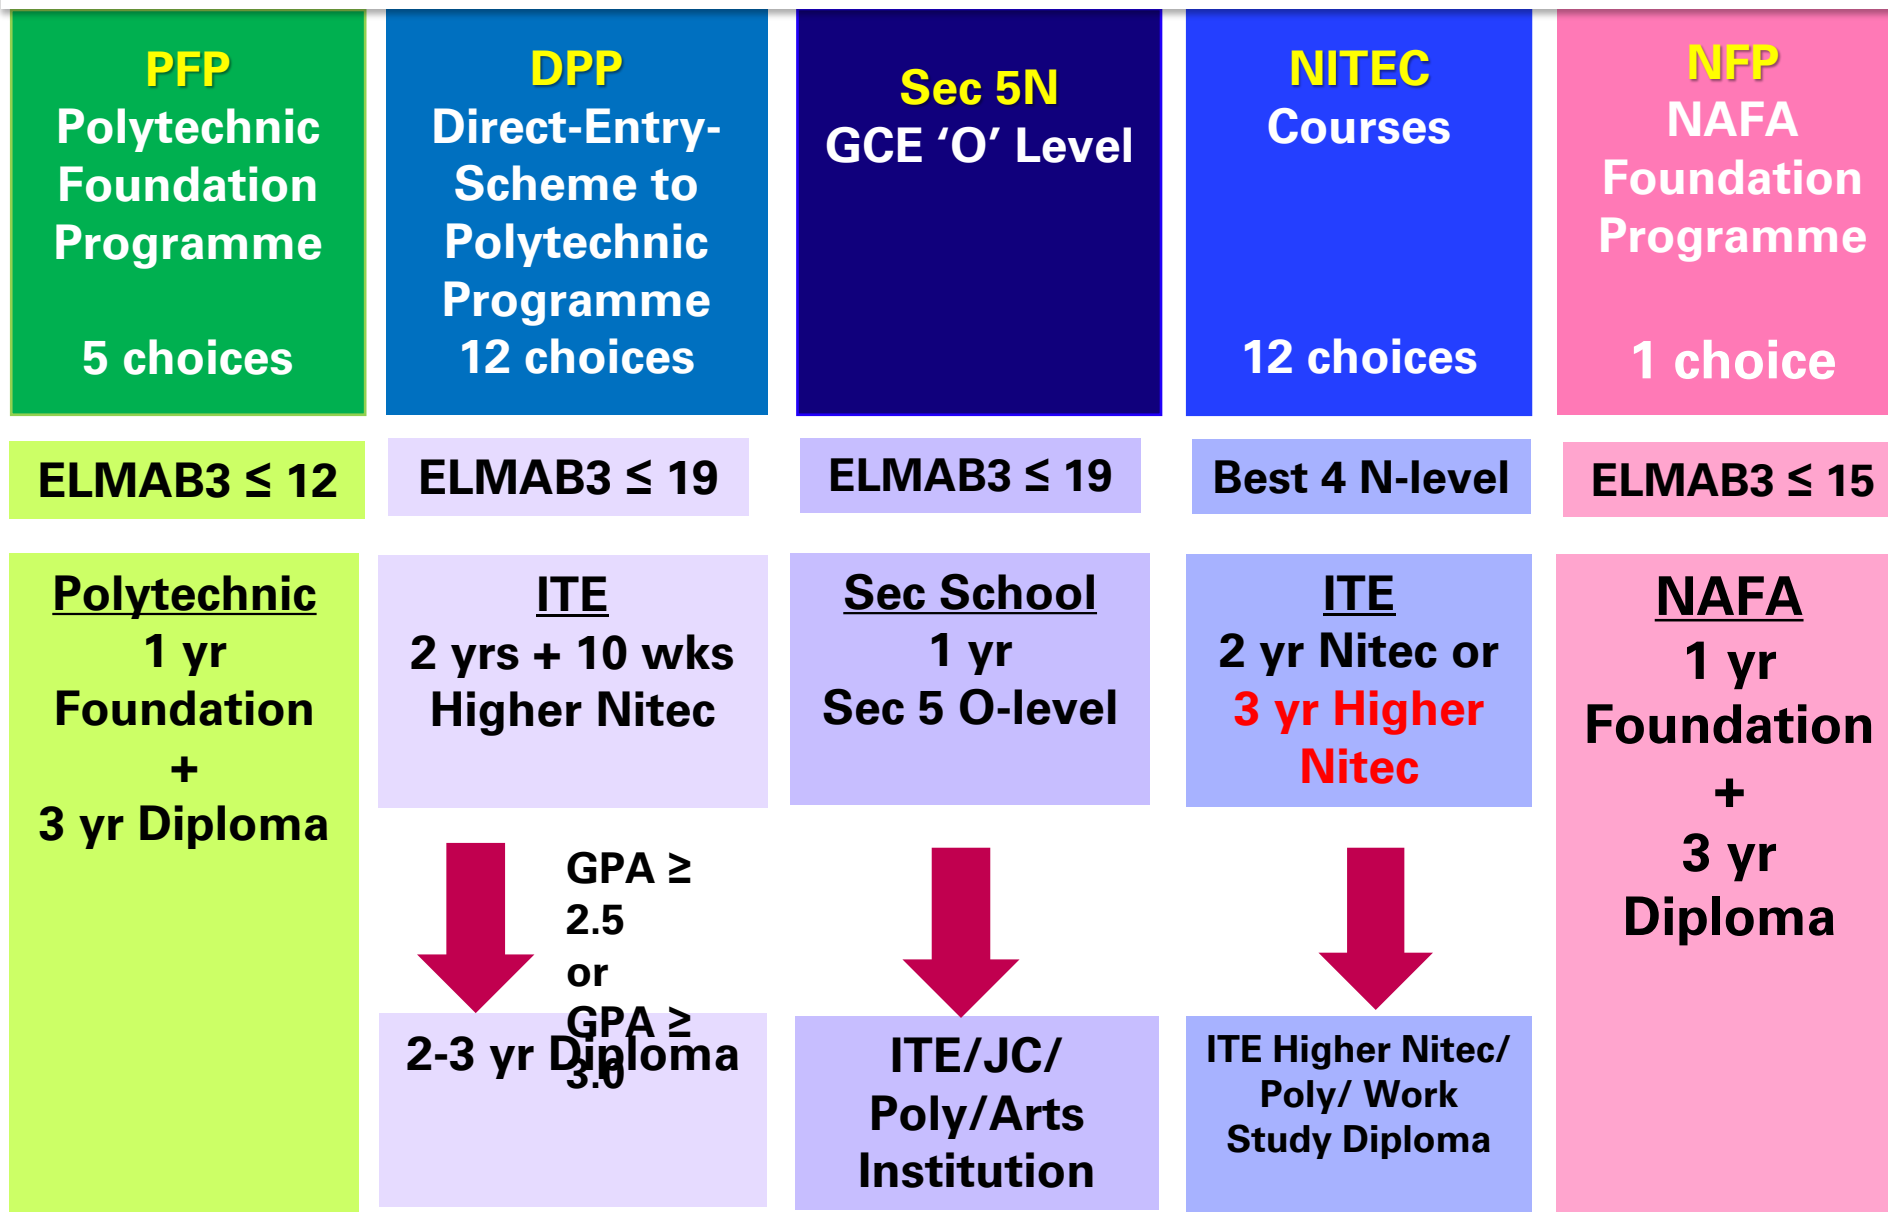 PFP
Polytechnic
Foundation
Programme
5 choices
DPP
Direct-Entry-
Scheme to
Polytechnic
Programme
12 choices
Sec 5N
GCE ‘O’ Level
NITEC
Courses
12 choices
NFP
NAFA
Foundation
Programme
1 choice
ELMAB3 ≤ 12
ELMAB3 ≤ 19
ELMAB3 ≤ 19
Best 4 N-level
ELMAB3 ≤ 15
Polytechnic
1 yr
Foundation
+
3 yr Diploma
ITE
2 yrs + 10 wks
Higher Nitec
GPA ≥
2.5
or
GPA ≥
3.0
2-3 yr Diploma
Sec School
1 yr
Sec 5 O-level
ITE/JC/
Poly/Arts
Institution
ITE
2 yr Nitec or
3 yr Higher
Nitec
ITE Higher Nitec/
Poly/ Work
Study Diploma
NAFA
1 yr
Foundation
+
3 yr
Diploma